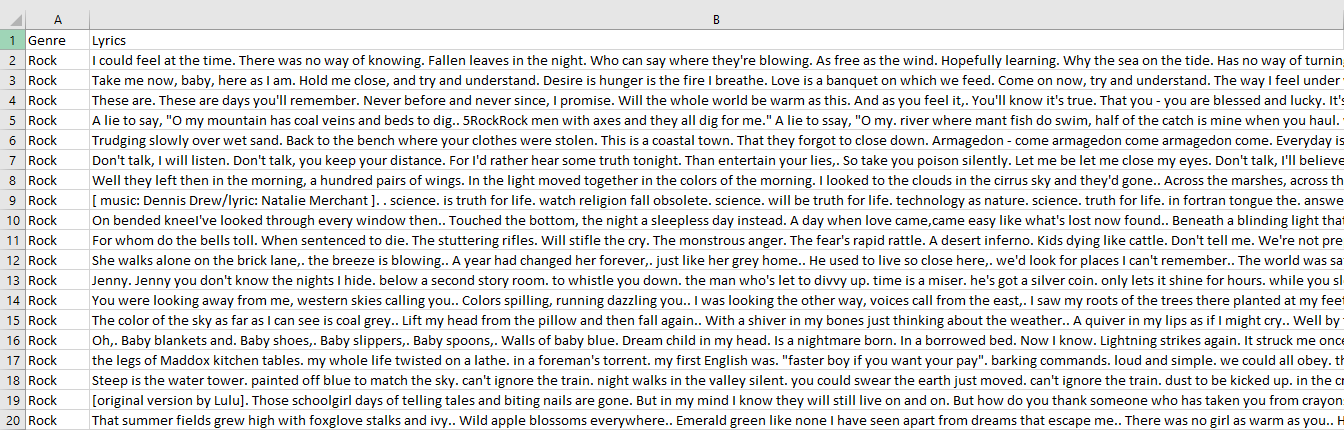 A B
1 Genre Lyrics
2 Rock I could feel at the time. There was no way of knowing. Fallen leaves in the night. Who can say where they're blowing. As free as the wind. Hopefully learning. Why the sea on the tide. Has no way of turnin
3 Rock Take me now, baby, here as I am. Hold me close, and try and understand. Desire is hunger is the fire I breathe. Love is a banquet on which we feed. Come on now, try and understand. The way I feel under
4 Rock These are. These are days you'll remember. Never before and never since, I promise. Will the whole world be warm as this. And as you feel it,. You'll know it's true. That you - you are blessed and lucky. It's
5 Rock A lie to say, "O my mountain has coal veins and beds to dig.. 5RockRock men with axes and they all dig for me." A lie to ssay, "O my. river where mant fish do swim, half of the catch is mine when you haul.
6 Rock Trudging slowly over wet sand. Back to the bench where your clothes were stolen. This is a coastal town. That they forgot to close down. Armagedon - come armagedon come armagedon come. Everyday is
7 Rock Don't talk, I will listen. Don't talk, you keep your distance. For I'd rather hear some truth tonight. Than entertain your lies,. So take you poison silently. Let me be let me close my eyes. Don't talk, I'll believe
8 Rock Well they left then in the morning, a hundred pairs of wings. In the light moved together in the colors of the morning. I looked to the clouds in the cirrus sky and they'd gone.. Across the marshes, across th
9 Rock [ music: Dennis Drew/lyric: Natalie Merchant ]. . science. is truth for life. watch religion fall obsolete. science. will be truth for life. technology as nature. science. truth for life. in fortran tongue the. answe
10 Rock On bended kneeI've looked through every window then.. Touched the bottom, the night a sleepless day instead. A day when love came,came easy like what's lost now found.. Beneath a blinding light that
11 Rock For whom do the bells toll. When sentenced to die. The stuttering rifles. Will stifle the cry. The monstrous anger. The fear's rapid rattle. A desert inferno. Kids dying like cattle. Don't tell me. We're not pre
12 Rock She walks alone on the brick lane,. the breeze is blowing.. A year had changed her forever,. just like her grey home.. He used to live so close here,. we'd look for places I can't remember.. The world was sa
13 Rock Jenny. Jenny you don't know the nights I hide. below a second story room. to whistle you down. the man who's let to divvy up. time is a miser. he's got a silver coin. only lets it shine for hours. while you sl
14 Rock You were looking away from me, western skies calling you.. Colors spilling, running dazzling you.. I was looking the other way, voices call from the east,. I saw my roots of the trees there planted at my fee
15 Rock The color of the sky as far as I can see is coal grey.. Lift my head from the pillow and then fall again.. With a shiver in my bones just thinking about the weather.. A quiver in my lips as if I might cry.. Well by
16 Rock Oh,. Baby blankets and. Baby shoes,. Baby slippers,. Baby spoons,. Walls of baby blue. Dream child in my head. Is a nightmare born. In a borrowed bed. Now I know. Lightning strikes again. It struck me once
17 Rock the legs of Maddox kitchen tables. my whole life twisted on a lathe. in a foreman's torrent. my first English was. "faster boy if you want your pay". barking commands. loud and simple. we could all obey. th
18 Rock Steep is the water tower. painted off blue to match the sky. can't ignore the train. night walks in the valley silent. you could swear the earth just moved. can't ignore the train. dust to be kicked up. in the c
19 Rock [original version by Lulu]. Those schoolgirl days of telling tales and biting nails are gone. But in my mind I know they will still live on and on. But how do you thank someone who has taken you from crayon
20 Rock That summer fields grew high with foxglove stalks and ivy.. Wild apple blossoms everywhere.. Emerald green like none I have seen apart from dreams that escape me.. There was no girl as warm as you.. H